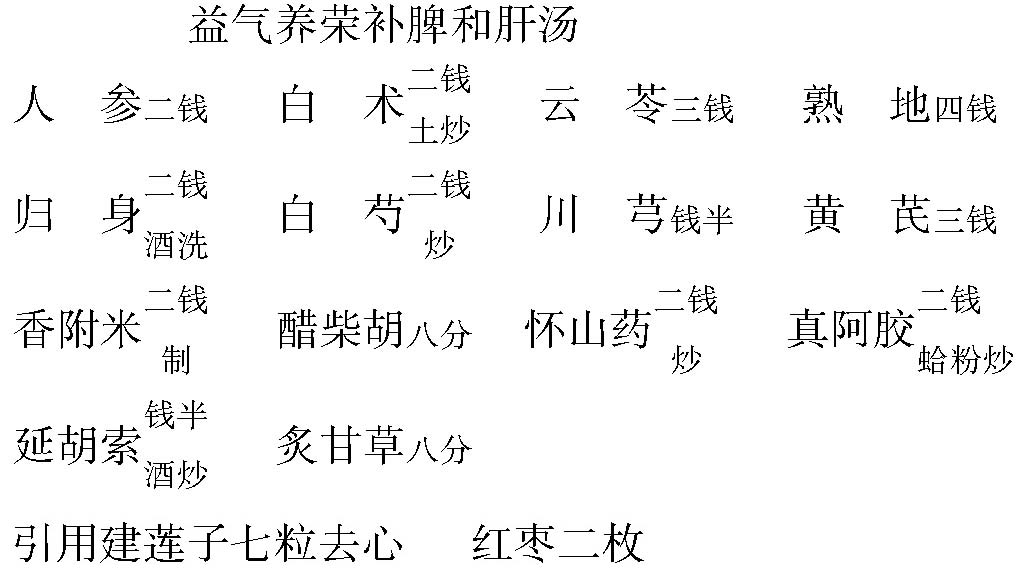 益气养荣补脾和肝汤
人参二钱 白术二钱土炒 云苓三钱 熟地四钱
归身二钱酒洗 白芍二钱炒 川芎钱半 黄芪三钱
香附米二钱制 醋柴胡八分 怀山药二钱炒 真阿胶二钱蛤粉炒
延胡索钱半酒炒 炙甘草八分
引用建莲子七粒去心 红枣二枚